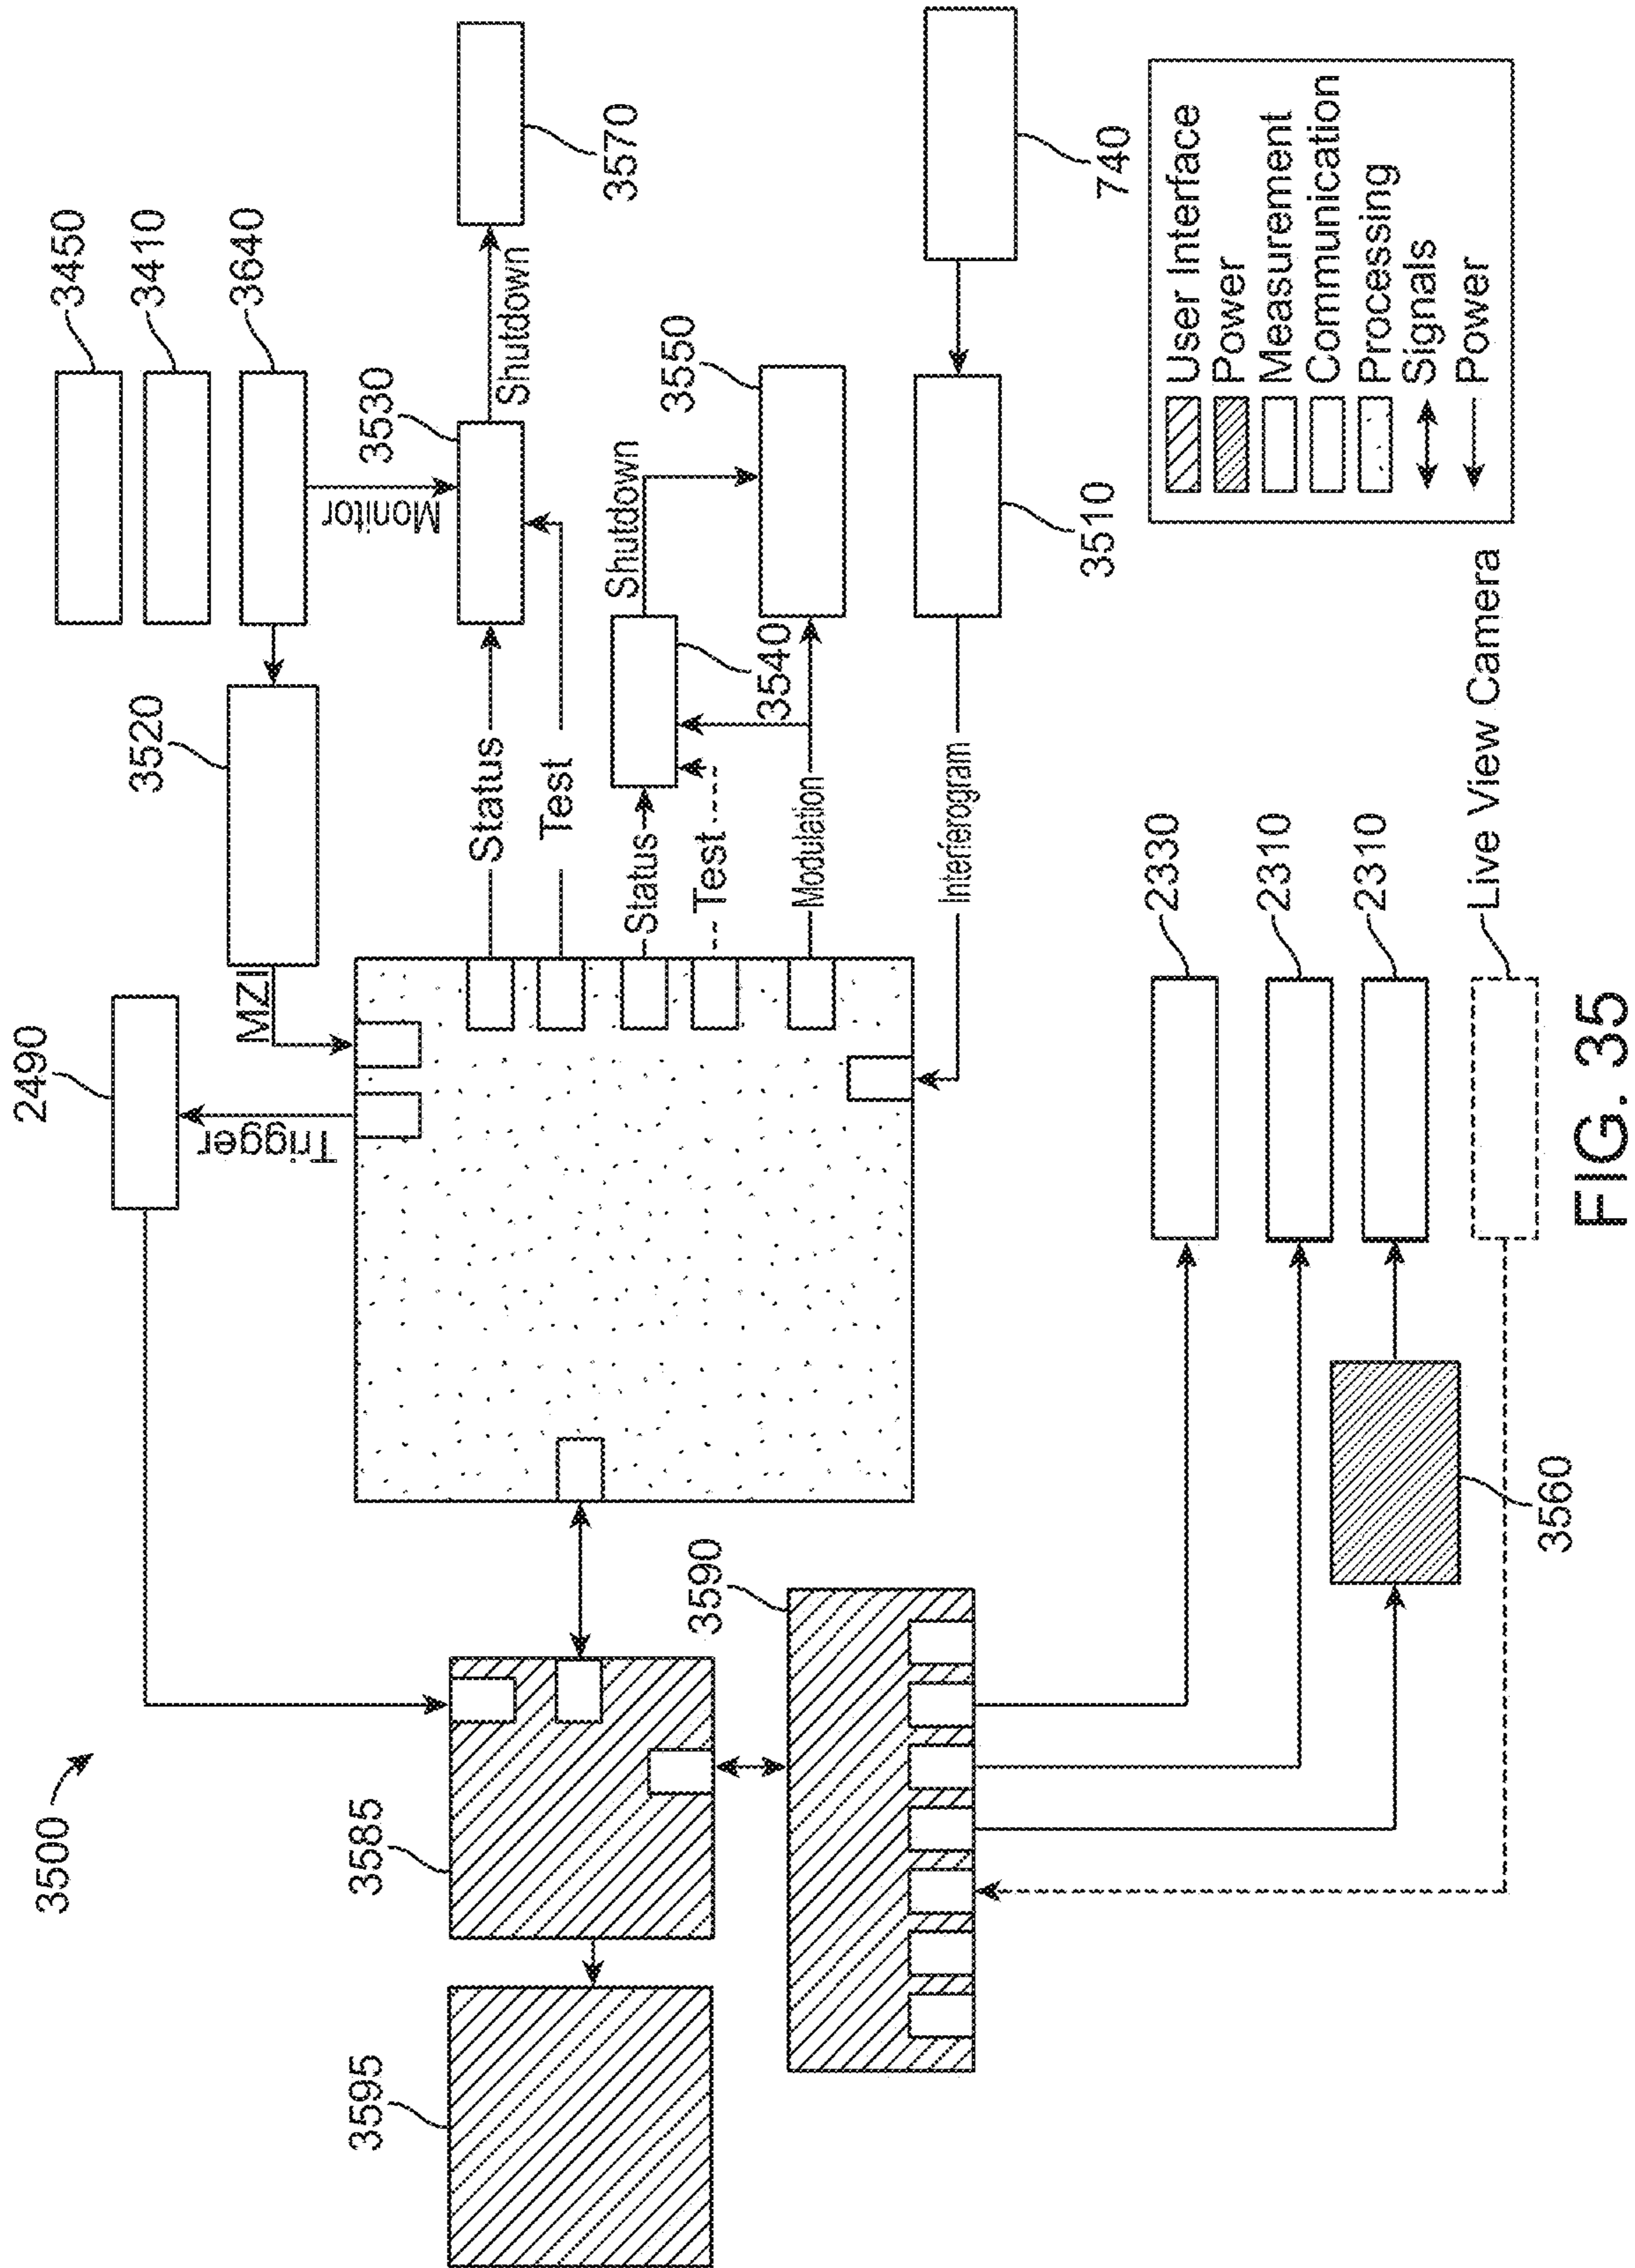 3500
3595
3585
3590
2490
Trigger
MZI
3520
3450
3410
3640
Monitor
3530
Status
Test
Shutdown
3570
Status
Test
3540
Shutdown
3550
Modulation
Interferogram
3510
740
2330
2310
2310
3560
Live View Camera
User Interface
Power
Measurement
Communication
Processing
Signals
Power
FIG. 35